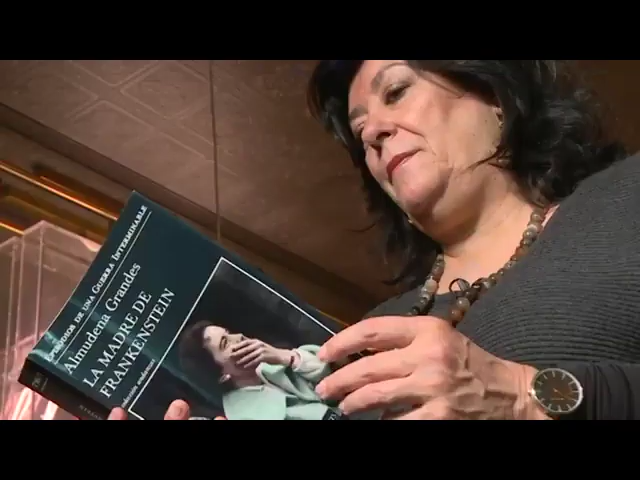 EPISODIOS DE UNA GUERRA INTERMINABLE
Almudena Grandes
LA MADRE DE
FRANKENSTEIN